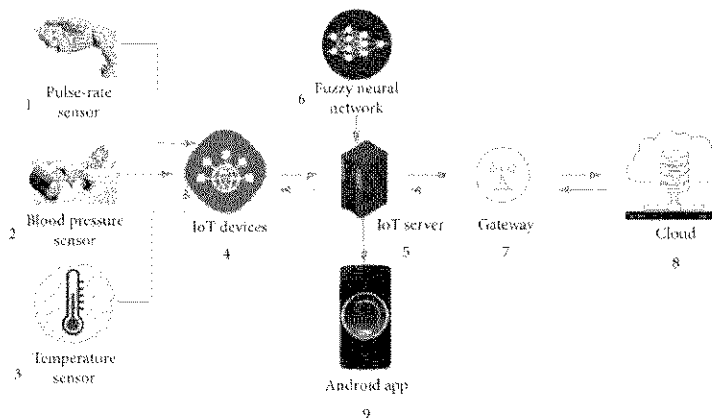 1
Pulse-rate
sensor
6
Fuzzy neural
network
2
Blood pressure
sensor
IoT devices
4
IoT server
5
Gateway
7
Cloud
8
3
Temperature
sensor
Android app
9